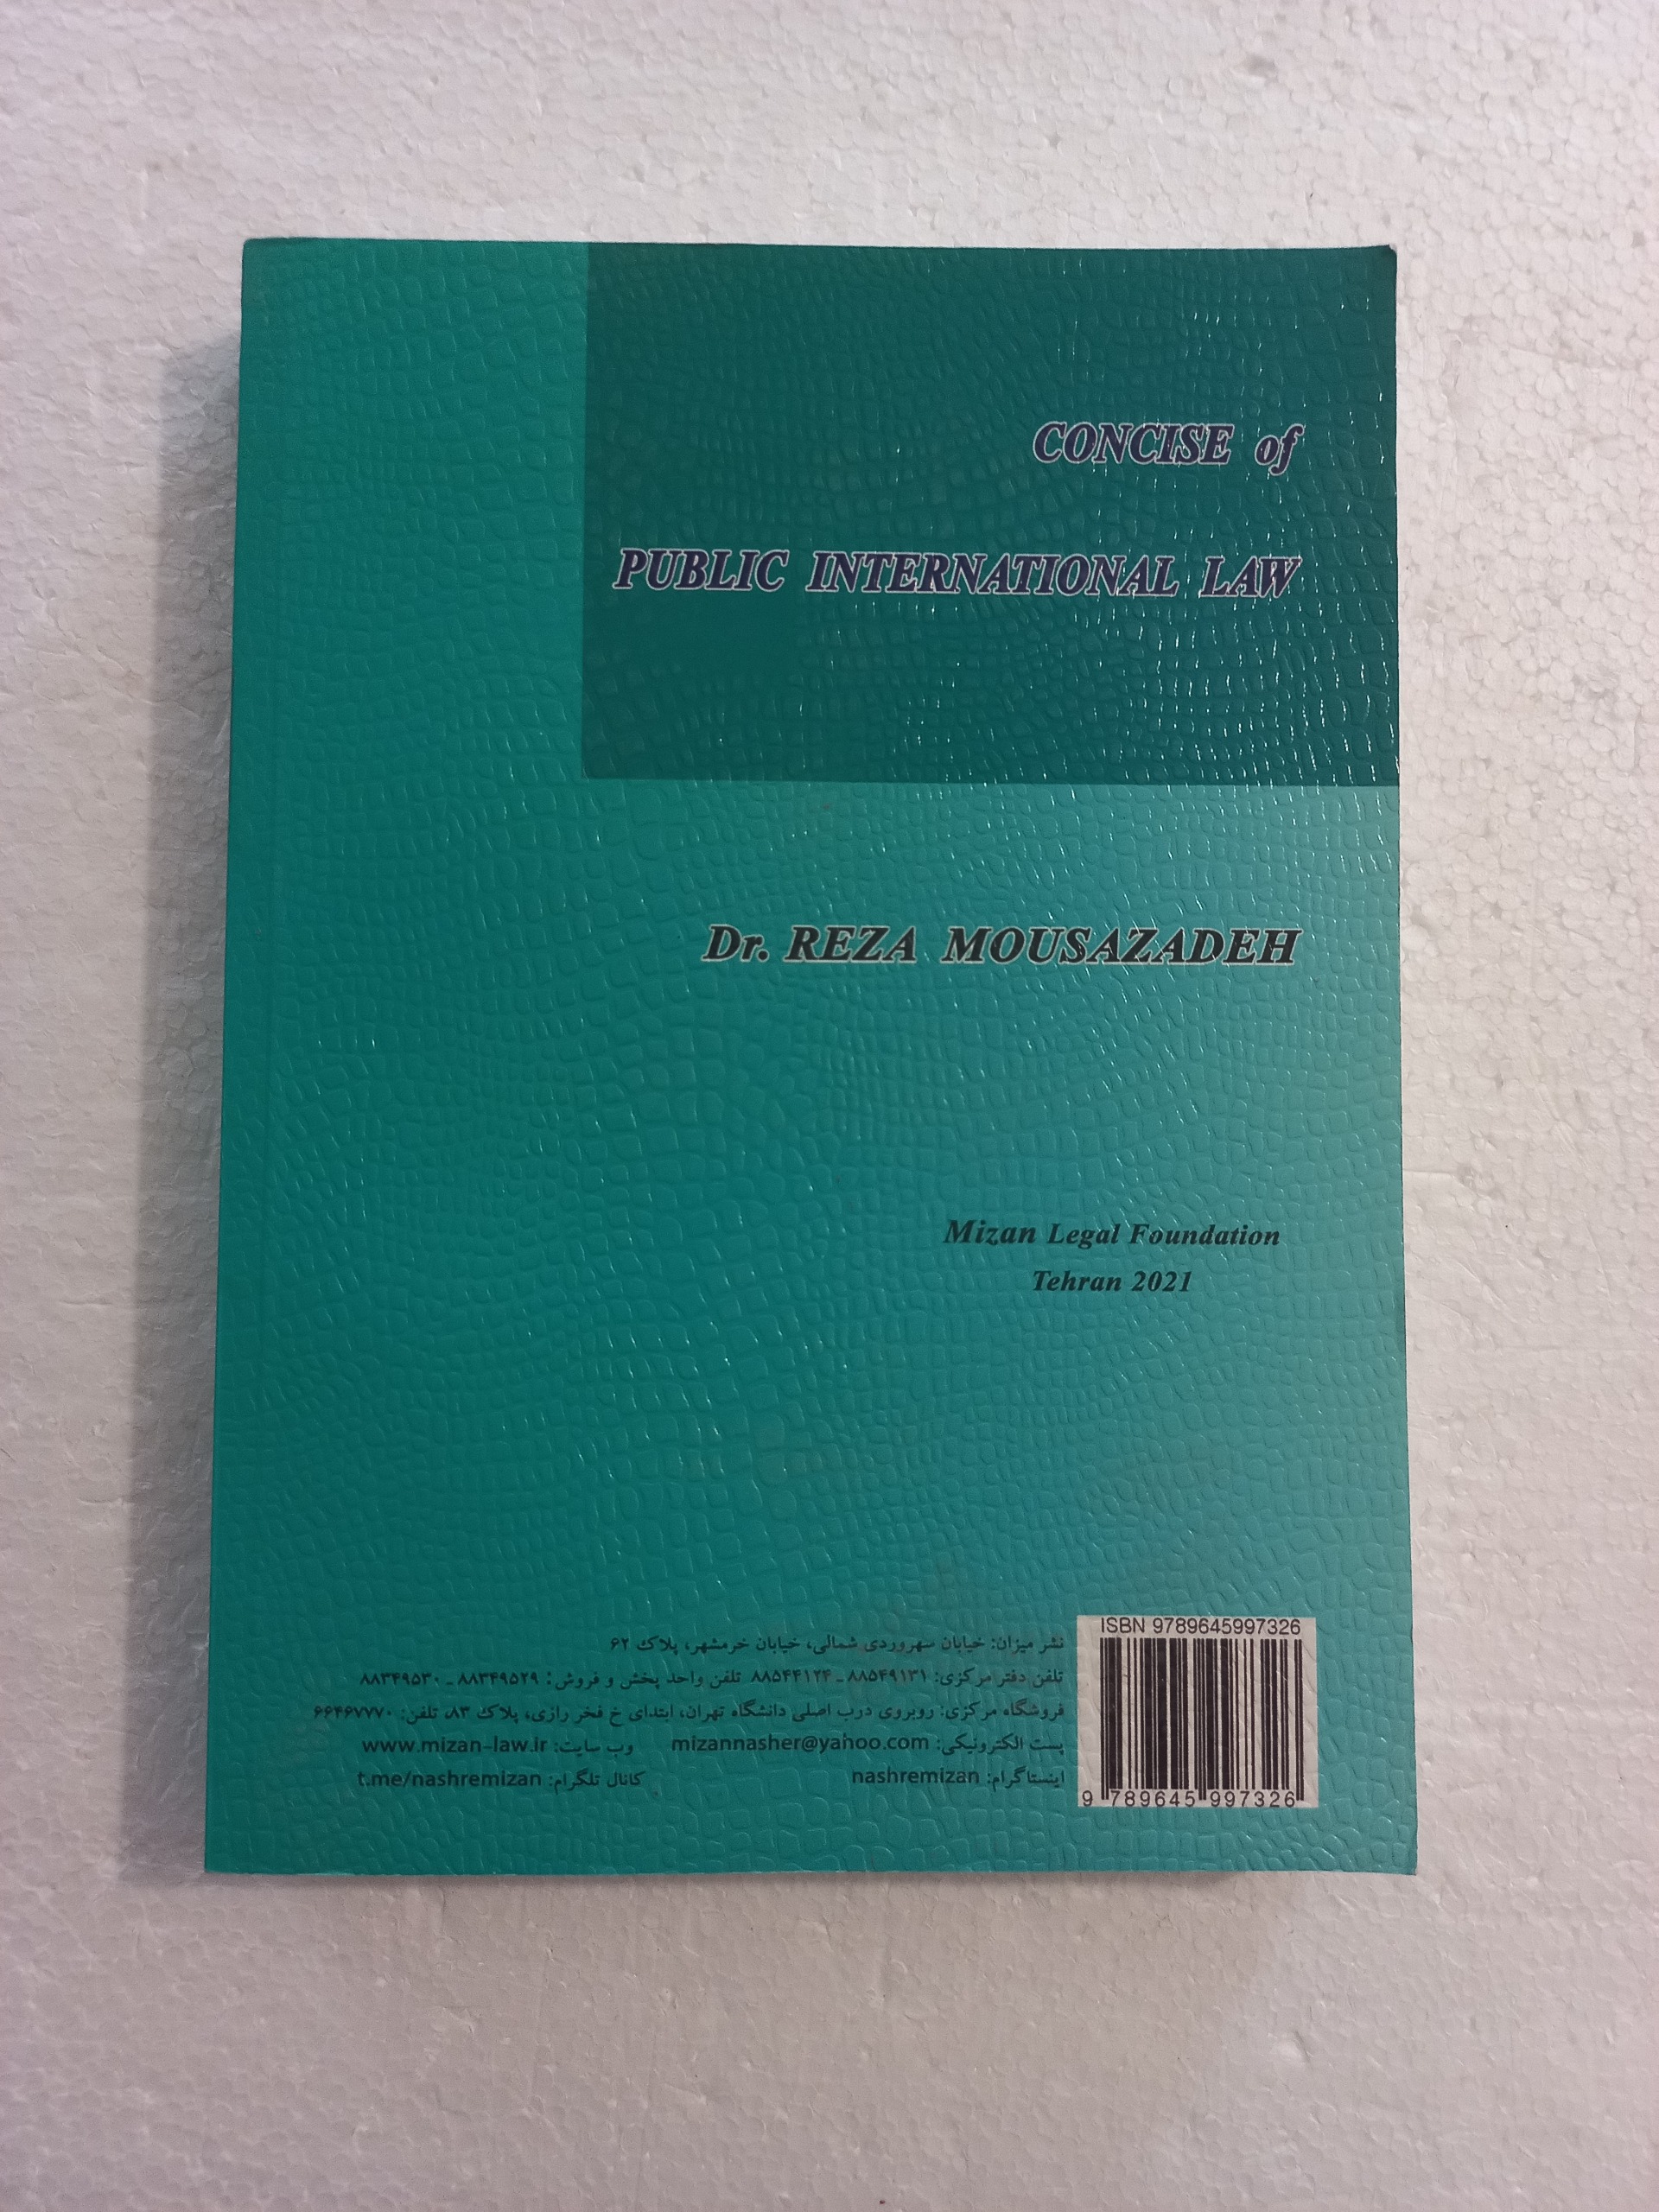 CONCISE of
PUBLIC INTERNATIONAL LAW
Dr. REZA MOUSAZADEH
Mizan Legal Foundation
Tehran 2021
نشر میزان: خیابان سهروردی شمالی، خیابان خرمشهر، پلاک ۶۲
تلفن دفتر مرکزی: ۸۸۵۴۹۱۳۱ ـ ۸۸۵۴۴۱۲۴ تلفن واحد پخش و فروش: ۸۸۳۴۹۵۲۹ ـ ۸۸۳۴۹۵۳۰
فروشگاه مرکزی: روبروی درب اصلی دانشگاه تهران، ابتدای خ فخر رازی، پلاک ۸۳، تلفن: ۶۶۴۶۷۷۷۰
پست الکترونیکی: mizannasher@yahoo.com وب سایت: www.mizan-law.ir
اینستاگرام: nashremizan کانال تلگرام: t.me/nashremizan
ISBN 9789645997326
9 789645 997326